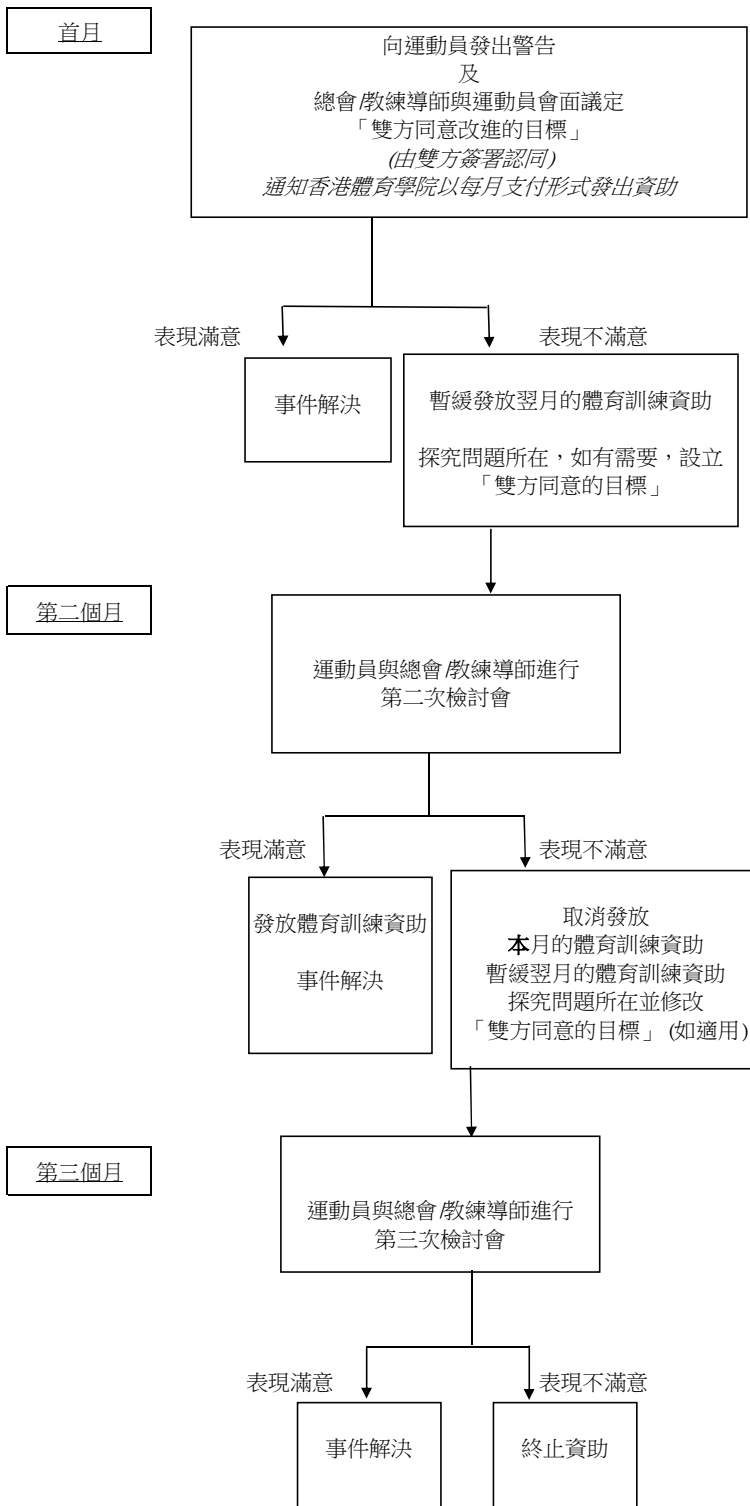 首月
向運動員發出警告
及
總會/教練導師與運動員會面議定
「雙方同意改進的目標」
(由雙方簽署認同)
通知香港體育學院以每月支付形式發出資助
表現滿意
表現不滿意
事件解決
暫緩發放翌月的體育訓練資助
探究問題所在，如有需要，設立
「雙方同意的目標」
第二個月
運動員與總會/教練導師進行
第二次檢討會
表現滿意
表現不滿意
發放體育訓練資助
事件解決
取消發放
本月的體育訓練資助
暫緩翌月的體育訓練資助
探究問題所在並修改
「雙方同意的目標」 (如適用)
第三個月
運動員與總會/教練導師進行
第三次檢討會
表現滿意
表現不滿意
事件解決
終止資助